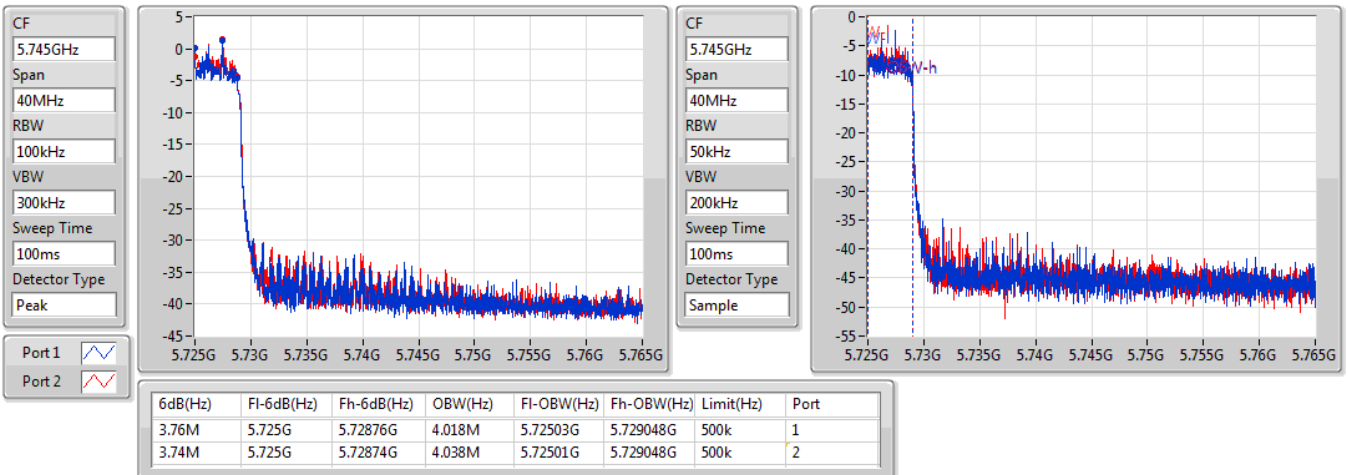 CF
5.745GHz
Span
40MHz
RBW
100kHz
VBW
300kHz
Sweep Time
100ms
Detector Type
Peak
Port 1
Port 2
5
0
-5
-10
-15
-20
-25
-30
-35
-40
-45
5.725G 5.73G 5.735G 5.74G 5.745G 5.75G 5.755G 5.76G 5.765G
CF
5.745GHz
Span
40MHz
RBW
50kHz
VBW
200kHz
Sweep Time
100ms
Detector Type
Sample
0
-5
-10
-15
-20
-25
-30
-35
-40
-45
-50
-55
5.725G 5.73G 5.735G 5.74G 5.745G 5.75G 5.755G 5.76G 5.765G
6dB(Hz) Fl-6dB(Hz) Fh-6dB(Hz) OBW(Hz) Fl-OBW(Hz) Fh-OBW(Hz) Limit(Hz) Port
3.76M 5.725G 5.72876G 4.018M 5.72503G 5.729048G 500k 1
3.74M 5.725G 5.72874G 4.038M 5.72501G 5.729048G 500k 2